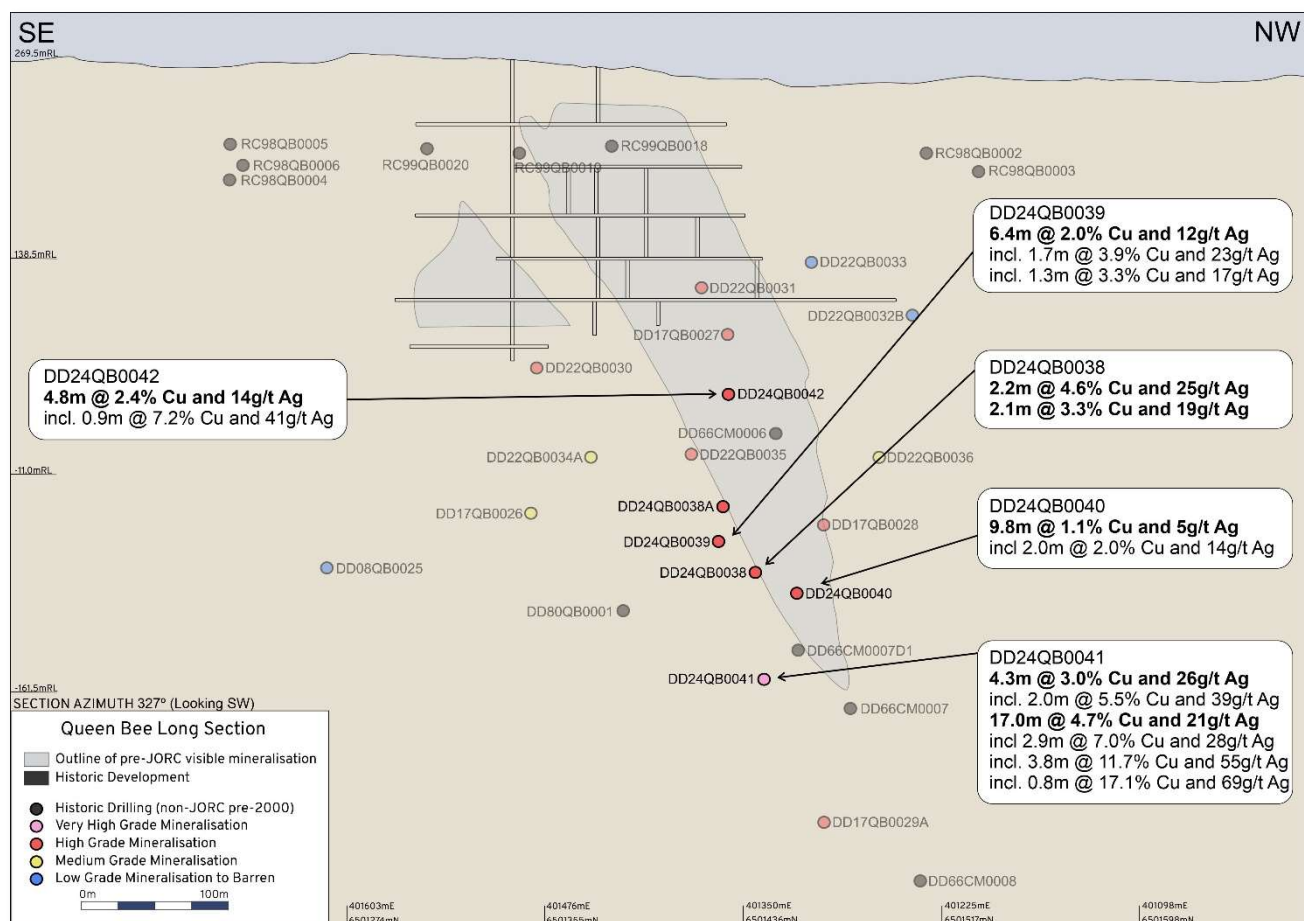 SE
NW
269.5mRL
RC98QB0005
RC98QB0006
RC98QB0004
RC99QB0020
RC99QB0019
RC99QB0018
RC98QB0002
RC98QB0003
DD24QB0039
6.4m @ 2.0% Cu and 12g/t Ag
incl. 1.7m @ 3.9% Cu and 23g/t Ag
incl. 1.3m @ 3.3% Cu and 17g/t Ag
138.5mRL
DD22QB0033
DD22QB0031
DD22QB0032B
DD17QB0027
DD22QB0030
DD24QB0042
4.8m @ 2.4% Cu and 14g/t Ag
incl. 0.9m @ 7.2% Cu and 41g/t Ag
DD24QB0042
DD24QB0038
2.2m @ 4.6% Cu and 25g/t Ag
2.1m @ 3.3% Cu and 19g/t Ag
DD66CM0006
DD22QB0034A
DD22QB0035
DD22QB0036
-11.0mRL
DD17QB0026
DD24QB0038A
DD17QB0028
DD24QB0039
DD24QB0040
9.8m @ 1.1% Cu and 5g/t Ag
incl 2.0m @ 2.0% Cu and 14g/t Ag
DD08QB0025
DD24QB0038
DD24QB0040
DD80QB0001
DD66CM0007D1
DD24QB0041
DD24QB0041
4.3m @ 3.0% Cu and 26g/t Ag
incl. 2.0m @ 5.5% Cu and 39g/t Ag
17.0m @ 4.7% Cu and 21g/t Ag
incl 2.9m @ 7.0% Cu and 28g/t Ag
incl. 3.8m @ 11.7% Cu and 55g/t Ag
incl. 0.8m @ 17.1% Cu and 69g/t Ag
-161.5mRL
DD66CM0007
SECTION AZIMUTH 327° (Looking SW)
Queen Bee Long Section
Outline of pre-JORC visible mineralisation
Historic Development
Historic Drilling (non-JORC pre-2000)
Very High Grade Mineralisation
High Grade Mineralisation
Medium Grade Mineralisation
Low Grade Mineralisation to Barren
0m 100m
DD17QB0029A
DD66CM0008
401603mE
6501274mN
401476mE
6501355mN
401350mE
6501436mN
401225mE
6501517mN
401098mE
6501598mN